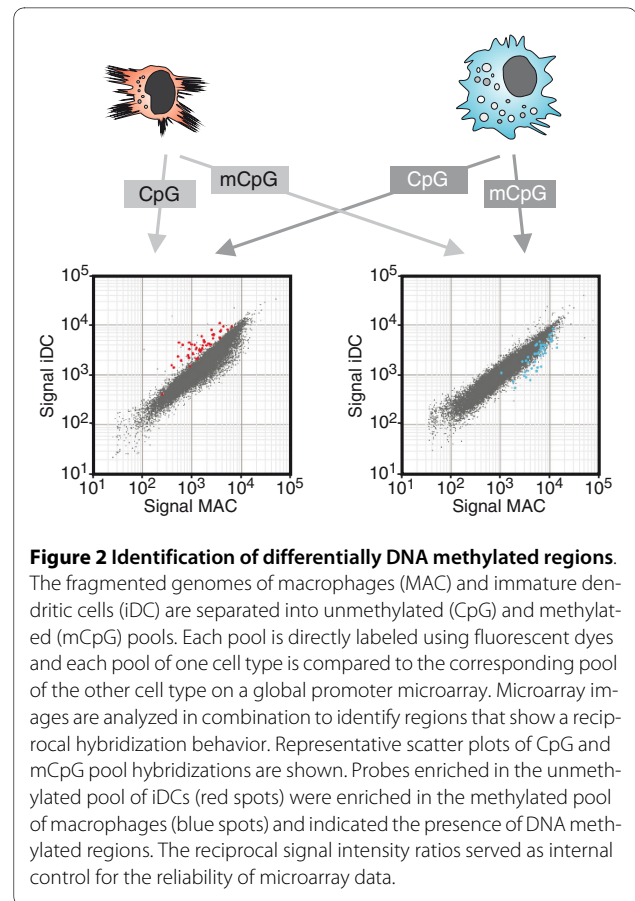 CpG
mCpG
CpG
mCpG
10⁵
10⁴
10³
10²
10¹
Signal iDC
10¹ 10² 10³ 10⁴ 10⁵
Signal MAC
10⁵
10⁴
10³
10²
10¹
Signal iDC
10¹ 10² 10³ 10⁴ 10⁵
Signal MAC
Figure 2 Identification of differentially DNA methylated regions.
The fragmented genomes of macrophages (MAC) and immature den-
dritic cells (iDC) are separated into unmethylated (CpG) and methylat-
ed (mCpG) pools. Each pool is directly labeled using fluorescent dyes
and each pool of one cell type is compared to the corresponding pool
of the other cell type on a global promoter microarray. Microarray im-
ages are analyzed in combination to identify regions that show a recip-
rocal hybridization behavior. Representative scatter plots of CpG and
mCpG pool hybridizations are shown. Probes enriched in the unmeth-
ylated pool of iDCs (red spots) were enriched in the methylated pool
of macrophages (blue spots) and indicated the presence of DNA meth-
ylated regions. The reciprocal signal intensity ratios served as internal
control for the reliability of microarray data.